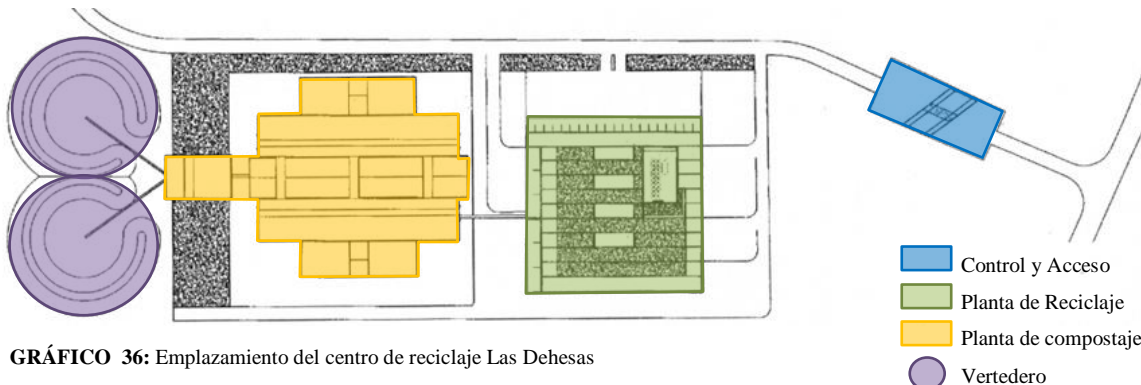 Control y Acceso
Planta de Reciclaje
Planta de compostaje
GRÁFICO 36: Emplazamiento del centro de reciclaje Las Dehesas
Vertedero